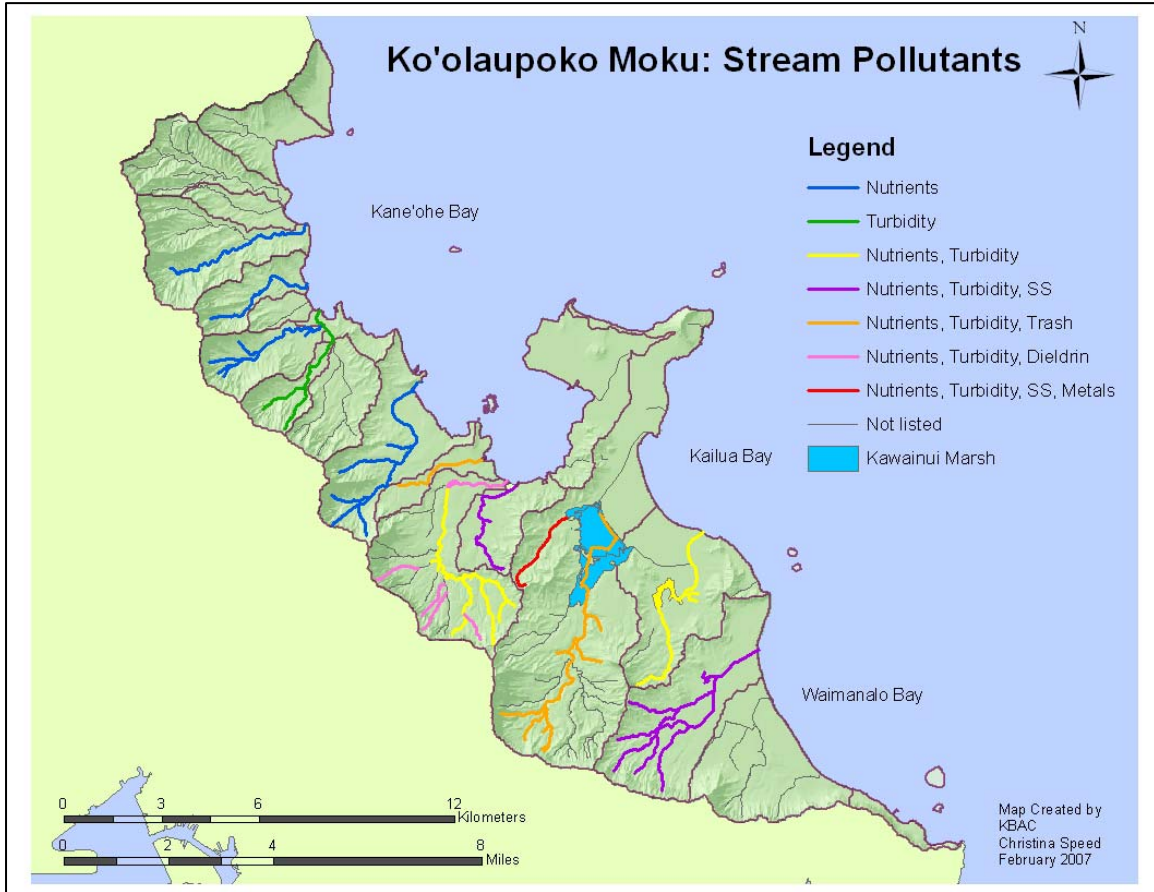 Ko'olaupoko Moku: Stream Pollutants
N
Legend
Nutrients
Turbidity
Nutrients, Turbidity
Nutrients, Turbidity, SS
Nutrients, Turbidity, Trash
Nutrients, Turbidity, Dieldrin
Nutrients, Turbidity, SS, Metals
Not listed
Kawainui Marsh
Kane'ohe Bay
Kailua Bay
Waimanalo Bay
0 3 6 12
Kilometers
0 2 4 8
Miles
Map Created by
KBAC
Christina Speed
February 2007